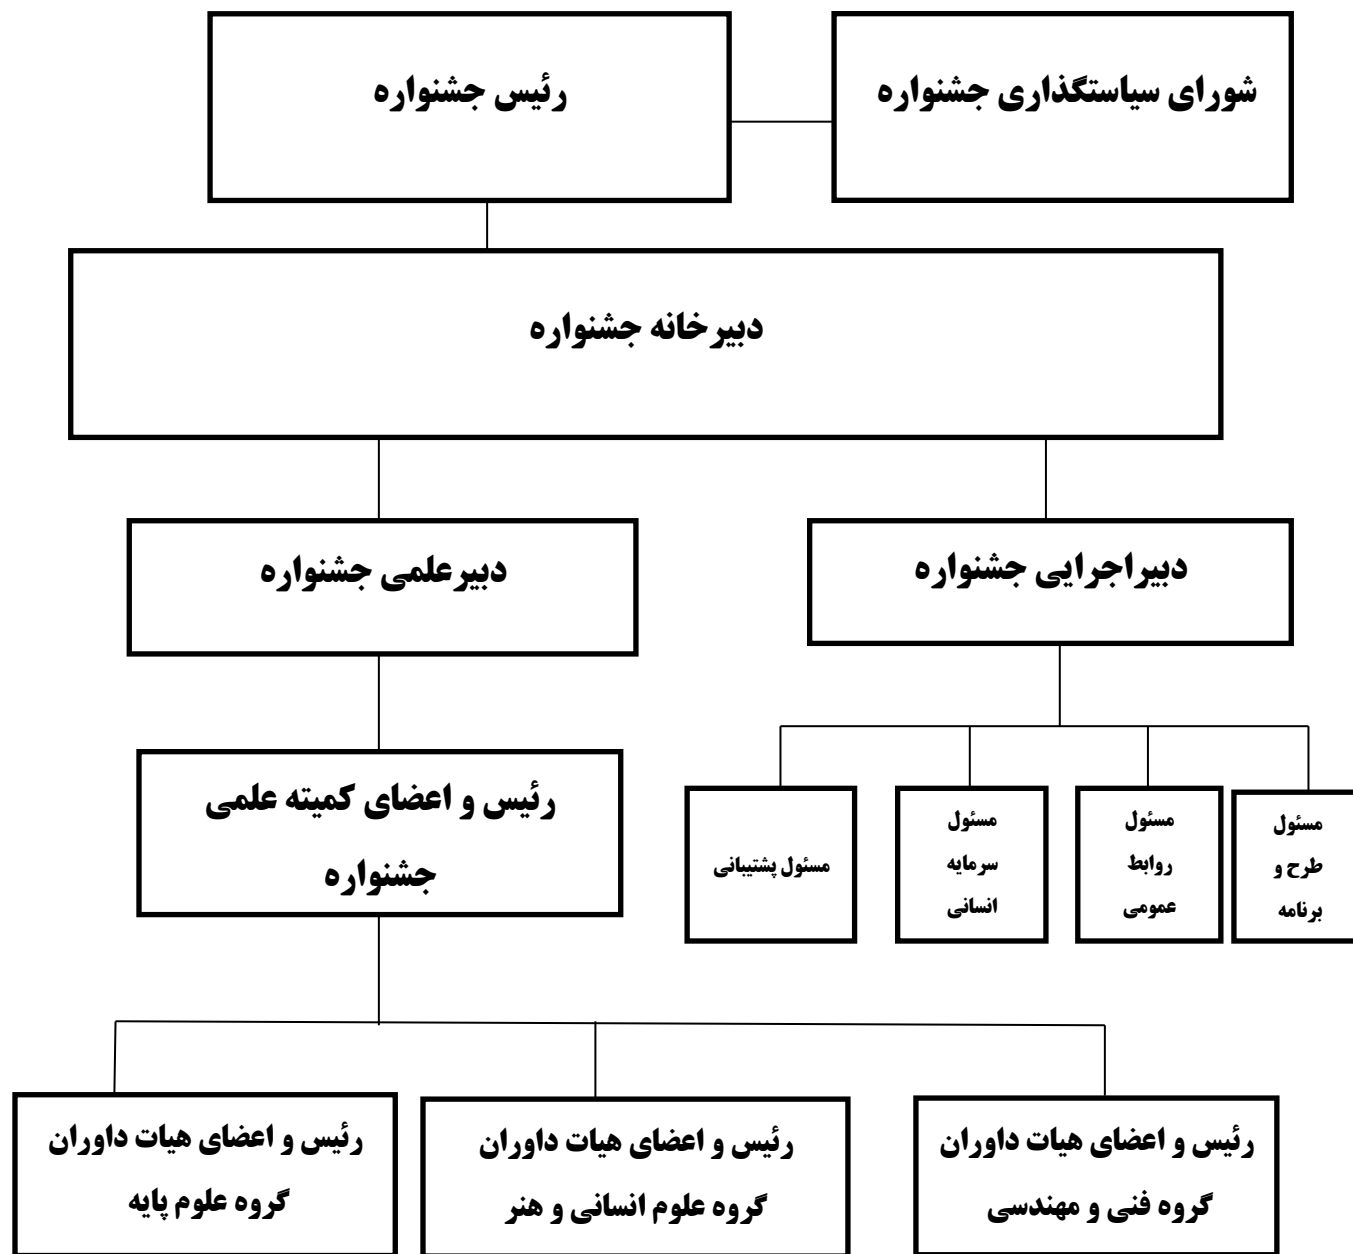 شورای سیاستگذاری جشنواره
رئیس جشنواره
دبیرخانه جشنواره
دبیراجرایی جشنواره
دبیرعلمی جشنواره
مسئول
طرح و
برنامه
مسئول
روابط
عمومی
مسئول
سرمایه
انسانی
مسئول پشتیبانی
رئیس و اعضای کمیته علمی
جشنواره
رئیس و اعضای هیات داوران
گروه فنی و مهندسی
رئیس و اعضای هیات داوران
گروه علوم انسانی و هنر
رئیس و اعضای هیات داوران
گروه علوم پایه